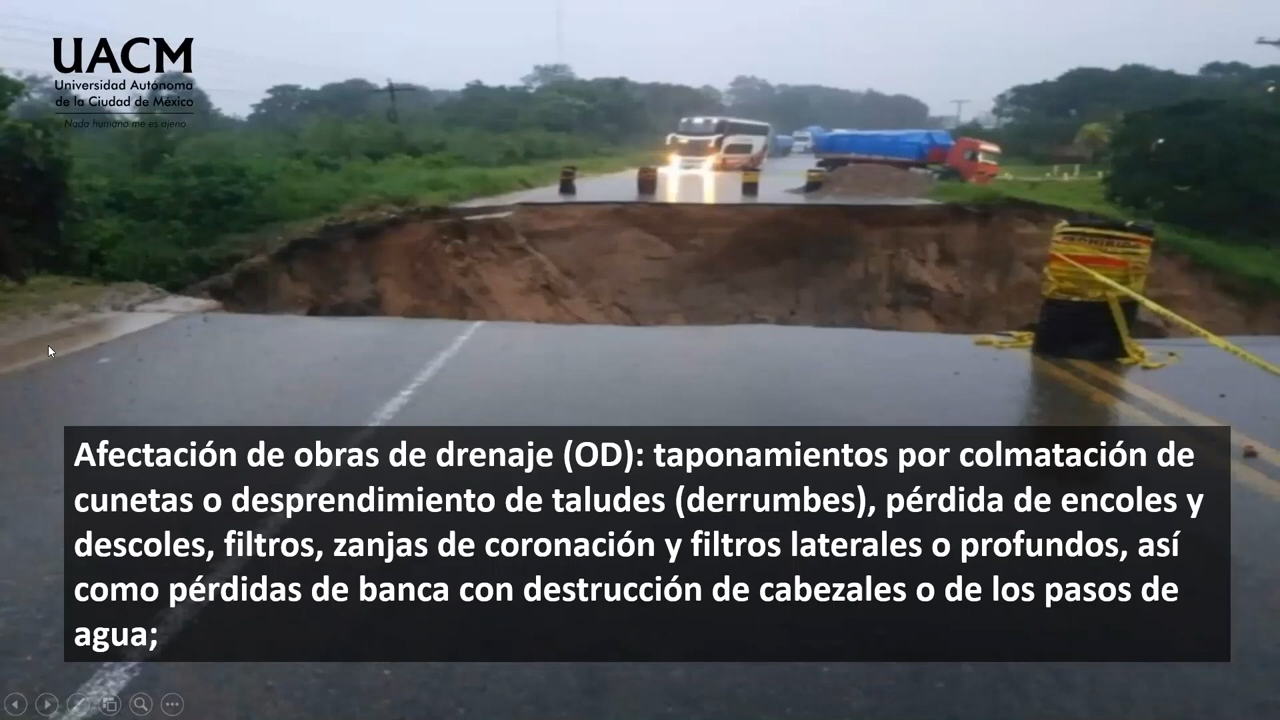 UACM
Universidad Autónoma
de la Ciudad de México
Nada humano me es ajeno
Afectación de obras de drenaje (OD): taponamientos por colmatación de
cunetas o desprendimiento de taludes (derrumbes), pérdida de encoles y
descoles, filtros, zanjas de coronación y filtros laterales o profundos, así
como pérdidas de banca con destrucción de cabezales o de los pasos de
agua;